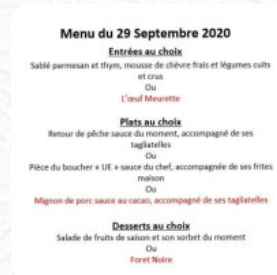 Menu du 29 Septembre 2020
Entrées au choix
Sablé parmesan et thym, mousse de chèvre frais et légumes cuits
et crus
Ou
L'œuf Meurette
Plats au choix
Retour de pêche sauce du moment, accompagné de ses
tagliatelles
Ou
Pièce du boucher « UE » sauce du chef, accompagnée de ses frites
maison
Ou
Mignon de porc sauce au cacao, accompagné de ses tagliatelles
Desserts au choix
Salade de fruits de saison et son sorbet du moment
Ou
Foret Noire